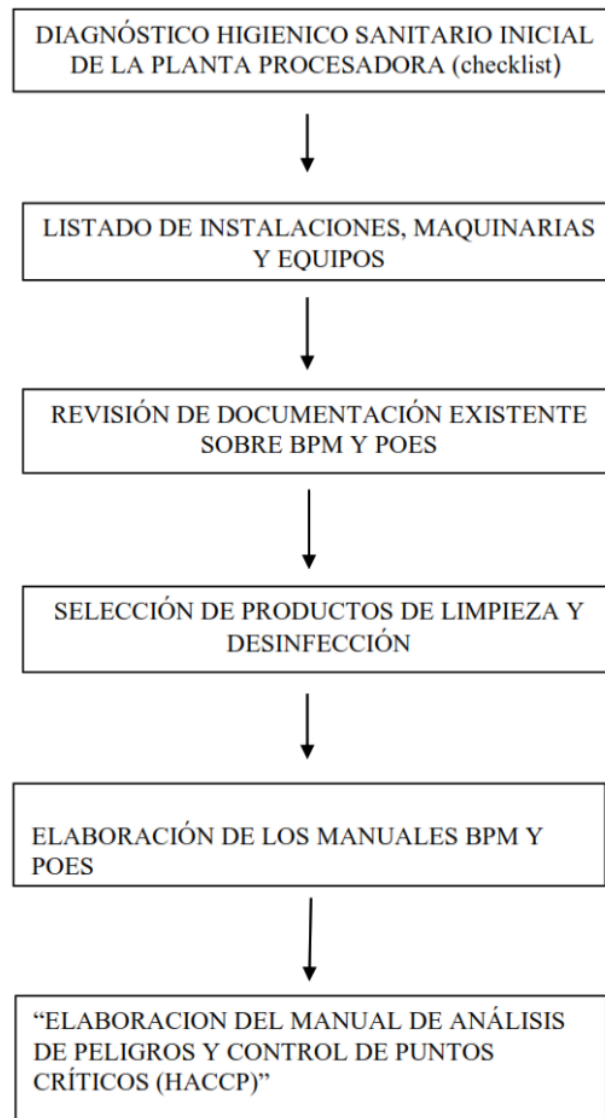 DIAGNÓSTICO HIGIENICO SANITARIO INICIAL
DE LA PLANTA PROCESADORA (checklist)
LISTADO DE INSTALACIONES, MAQUINARIAS
Y EQUIPOS
REVISIÓN DE DOCUMENTACIÓN EXISTENTE
SOBRE BPM Y POES
SELECCIÓN DE PRODUCTOS DE LIMPIEZA Y
DESINFECCIÓN
ELABORACIÓN DE LOS MANUALES BPM Y
POES
“ELABORACION DEL MANUAL DE ANÁLISIS
DE PELIGROS Y CONTROL DE PUNTOS
CRÍTICOS (HACCP)”